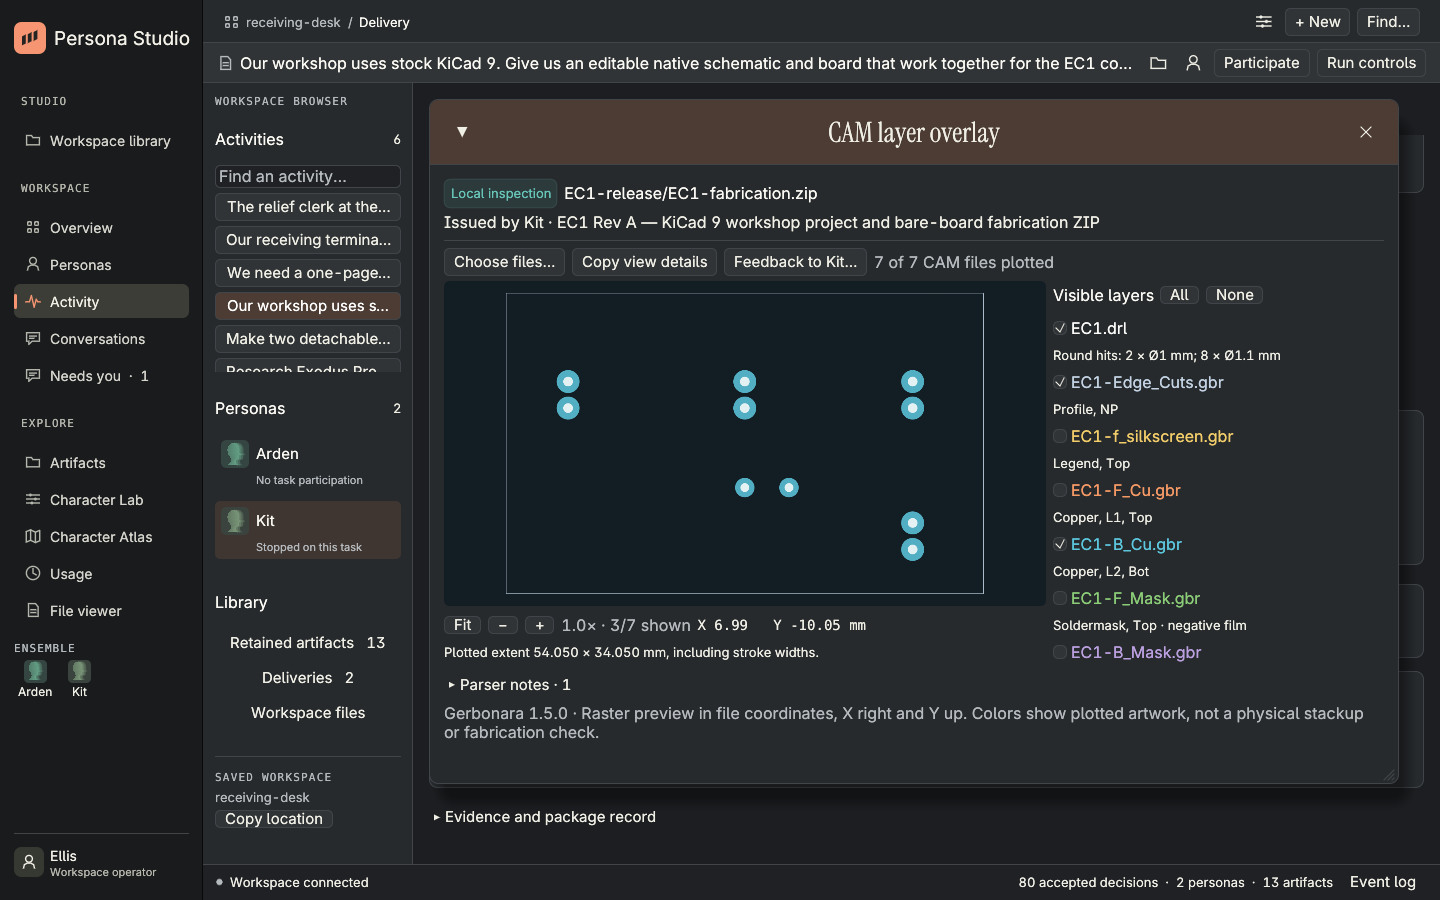 Persona Studio
STUDIO
Workspace library
WORKSPACE
Overview
Personas
Activity
Conversations
Needs you · 1
EXPLORE
Artifacts
Character Lab
Character Atlas
Usage
File viewer
ENSEMBLE
Arden
Kit
Ellis
Workspace operator
receiving-desk / Delivery
+ New
Find...
Our workshop uses stock KiCad 9. Give us an editable native schematic and board that work together for the EC1 co...
Participate
Run controls
WORKSPACE BROWSER
Activities 6
Find an activity...
The relief clerk at the...
Our receiving termina...
We need a one-page...
Our workshop uses s...
Make two detachable...
Research Exodus Pro...
Personas 2
Arden
No task participation
Kit
Stopped on this task
Library
Retained artifacts 13
Deliveries 2
Workspace files
SAVED WORKSPACE
receiving-desk
Copy location
CAM layer overlay
Local inspection EC1-release/EC1-fabrication.zip
Issued by Kit · EC1 Rev A — KiCad 9 workshop project and bare-board fabrication ZIP
Choose files... Copy view details Feedback to Kit... 7 of 7 CAM files plotted
Visible layers All None
EC1.drl
Round hits: 2 × Ø1 mm; 8 × Ø1.1 mm
EC1-Edge_Cuts.gbr
Profile, NP
EC1-f_silkscreen.gbr
Legend, Top
EC1-F_Cu.gbr
Copper, L1, Top
EC1-B_Cu.gbr
Copper, L2, Bot
EC1-F_Mask.gbr
Soldermask, Top · negative film
EC1-B_Mask.gbr
Fit − + 1.0× · 3/7 shown X 6.99 Y -10.05 mm
Plotted extent 54.050 × 34.050 mm, including stroke widths.
Parser notes · 1
Gerbonara 1.5.0 · Raster preview in file coordinates, X right and Y up. Colors show plotted artwork, not a physical stackup
or fabrication check.
Evidence and package record
Workspace connected
80 accepted decisions · 2 personas · 13 artifacts
Event log